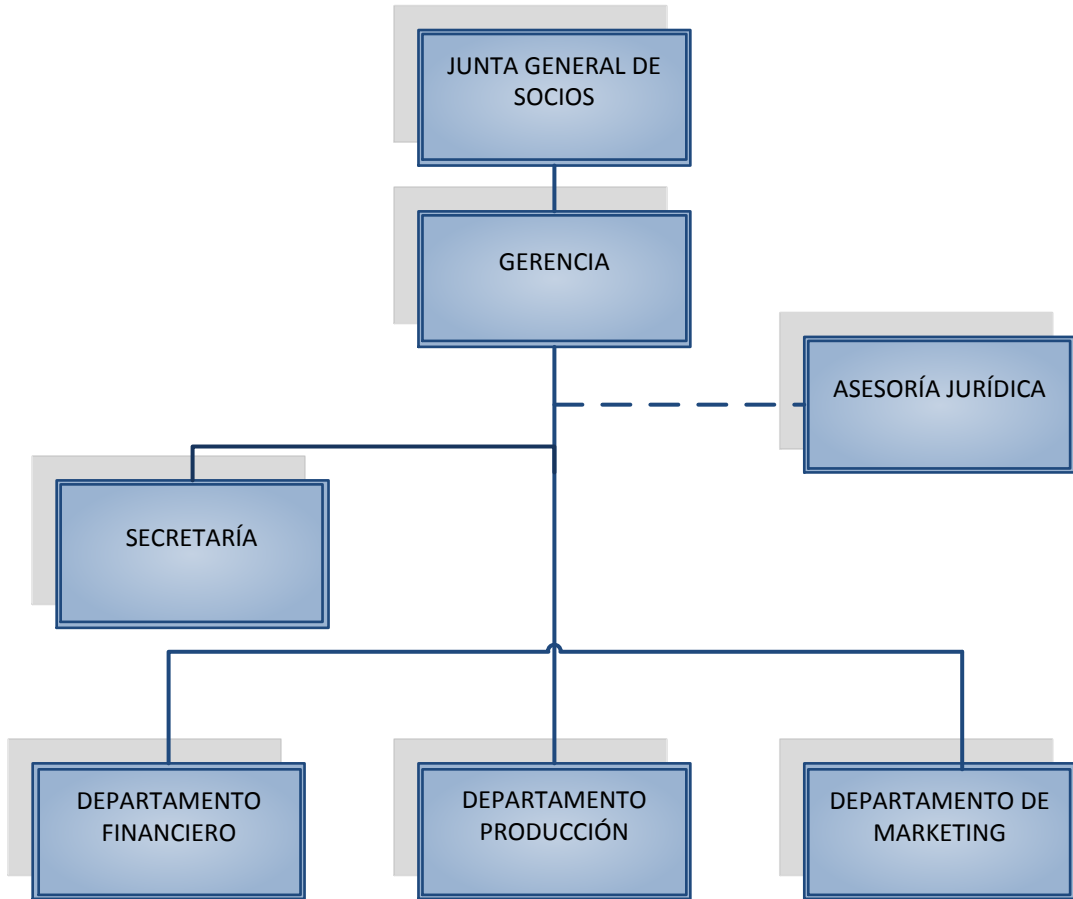 JUNTA GENERAL DE
SOCIOS
GERENCIA
ASESORÍA JURÍDICA
SECRETARÍA
DEPARTAMENTO
FINANCIERO
DEPARTAMENTO
PRODUCCIÓN
DEPARTAMENTO DE
MARKETING